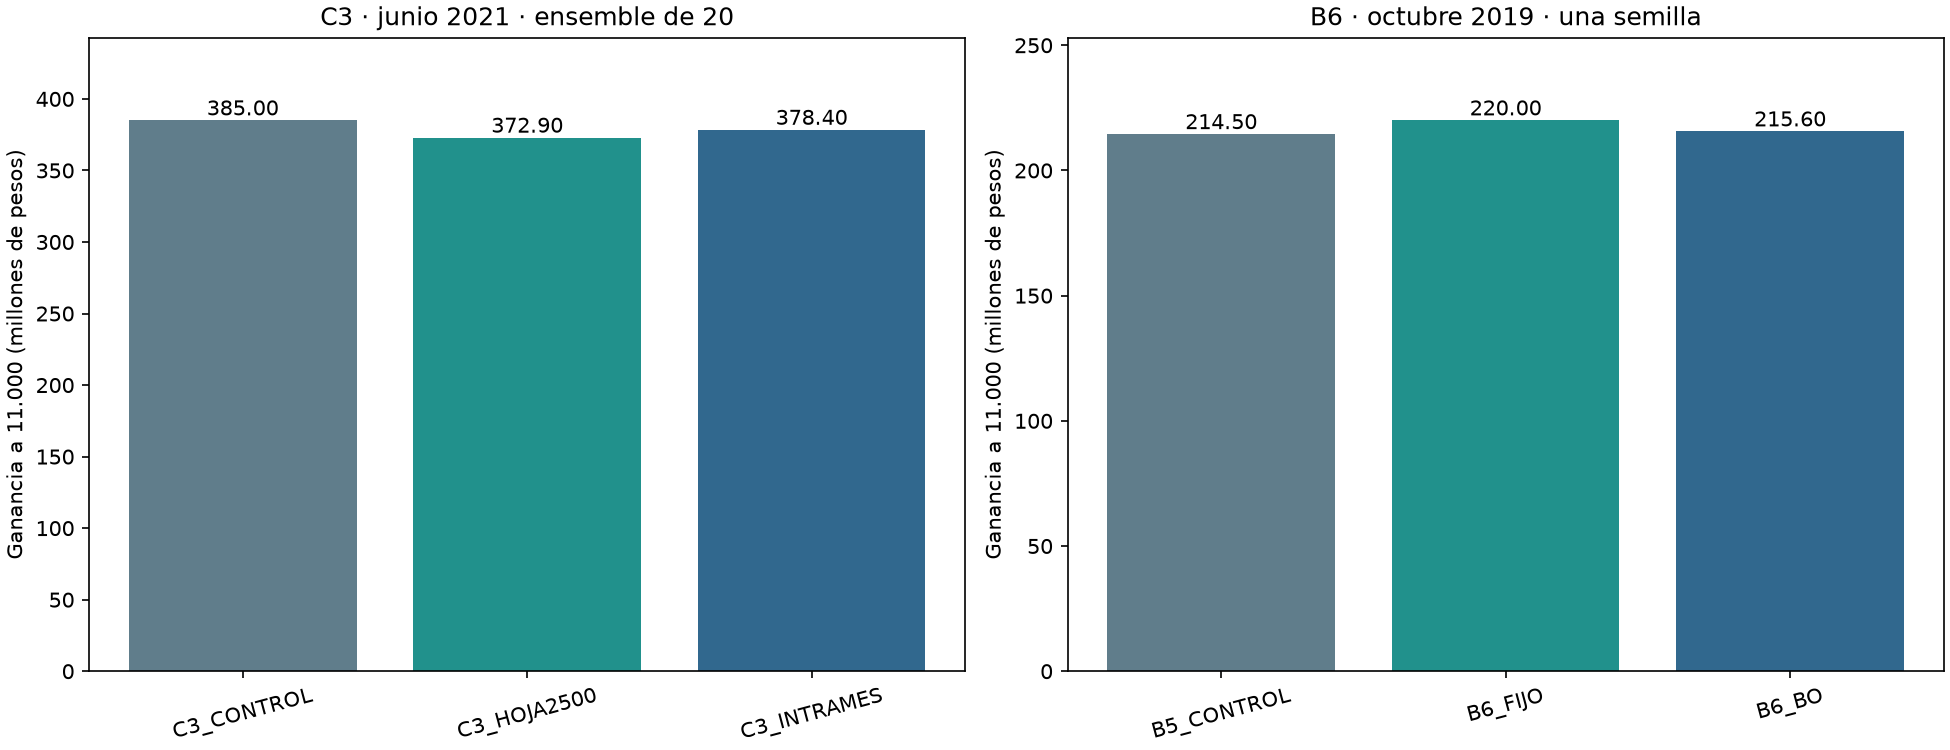 C3 · junio 2021 · ensemble de 20
Ganancia a 11.000 (millones de pesos)
400
350
300
250
200
150
100
50
0
385.00
372.90
378.40
C3_CONTROL
C3_HOJA2500
C3_INTRAMES
B6 · octubre 2019 · una semilla
Ganancia a 11.000 (millones de pesos)
250
200
150
100
50
0
214.50
220.00
215.60
B5_CONTROL
B6_FIJO
B6_BO